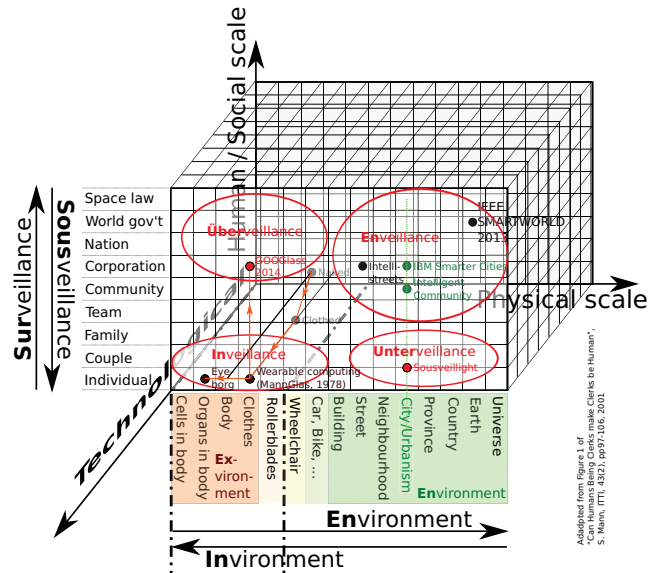 Human / Social scale
Physical scale
Technological
Surveillance
Sousveillance
Space law
World gov't
Nation
Corporation
Community
Team
Family
Couple
Individual
Überveillance
GOOGlass
2014
Enveillance
IEEE
SMARTWORLD
Naked
Intelli-
streets
IBM Smarter Cities
Intelligent
Community
Clothed
Inveillance
Eye
borg
Wearable computing
(MannGlas, 1978)
Unterveillance
Sousveillight
Cells in body
Organs in body
Body
Clothes
Rollerblades
Wheelchair
Car, Bike, ...
Building
Street
Neighbourhood
City/Urbanism
Province
Country
Earth
Universe
Ex-
viron-
ment
Environment
Environment
Invironment
Adadpted from Figure 1 of
"Can Humans Being Clerks make Clerks be Human",
S. Mann, ITTI, 43(2), pp97-106, 2001